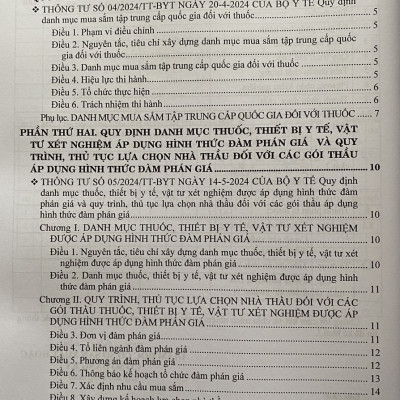 ❖ THÔNG TƯ SỐ 04/2024/TT-BYT NGÀY 20-4-2024 CỦA BỘ Y TẾ Quy định
danh mục mua sắm tập trung cấp quốc gia đối với thuốc ..... 5
Điều 1. Phạm vi điều chỉnh ..... 5
Điều 2. Nguyên tắc, tiêu chí xây dựng danh mục mua sắm tập trung cấp quốc
gia đối với thuốc ..... 5
Điều 3. Danh mục mua sắm tập trung cấp quốc gia đối với thuốc ..... 5
Điều 4. Hiệu lực thi hành ..... 5
Điều 5. Tổ chức thực hiện ..... 6
Điều 6. Trách nhiệm thi hành ..... 6
Phụ lục. DANH MỤC MUA SẮM TẬP TRUNG CẤP QUỐC GIA ĐỐI VỚI THUỐC ..... 7
PHẦN THỨ HAI. QUY ĐỊNH DANH MỤC THUỐC, THIẾT BỊ Y TẾ, VẬT
TƯ XÉT NGHIỆM ÁP DỤNG HÌNH THỨC ĐÀM PHÁN GIÁ VÀ QUY
TRÌNH, THỦ TỤC LỰA CHỌN NHÀ THẦU ĐỐI VỚI CÁC GÓI THẦU
ÁP DỤNG HÌNH THỨC ĐÀM PHÁN GIÁ ..... 10
❖ THÔNG TƯ SỐ 05/2024/TT-BYT NGÀY 14-5-2024 CỦA BỘ Y TẾ Quy định
danh mục thuốc, thiết bị y tế, vật tư xét nghiệm được áp dụng hình thức đàm
phán giá và quy trình, thủ tục lựa chọn nhà thầu đối với các gói thầu áp dụng
hình thức đàm phán giá ..... 10
Chương I. DANH MỤC THUỐC, THIẾT BỊ Y TẾ, VẬT TƯ XÉT NGHIỆM
ĐƯỢC ÁP DỤNG HÌNH THỨC ĐÀM PHÁN GIÁ ..... 10
Điều 1. Nguyên tắc, tiêu chí xây dựng danh mục thuốc, thiết bị y tế, vật tư xét
nghiệm được áp dụng hình thức đàm phán giá ..... 10
Điều 2. Danh mục thuốc, thiết bị y tế, vật tư xét nghiệm được áp dụng hình
thức đàm phán giá ..... 11
Chương II. QUY TRÌNH, THỦ TỤC LỰA CHỌN NHÀ THẦU ĐỐI VỚI CÁC
GÓI THẦU THUỐC, THIẾT BỊ Y TẾ, VẬT TƯ XÉT NGHIỆM ĐƯỢC ÁP
DỤNG HÌNH THỨC ĐÀM PHÁN GIÁ ..... 11
Điều 3. Đơn vị đàm phán giá ..... 11
Điều 4. Tổ liên ngành đàm phán giá ..... 12
Điều 5. Phương án đàm phán giá ..... 12
Điều 6. Thông báo kế hoạch tổ chức đàm phán giá ..... 13
Điều 7. Xác định nhu cầu mua sắm ..... 14
Điều 8. Xây dựng kế hoạch lựa chọn nhà thầu